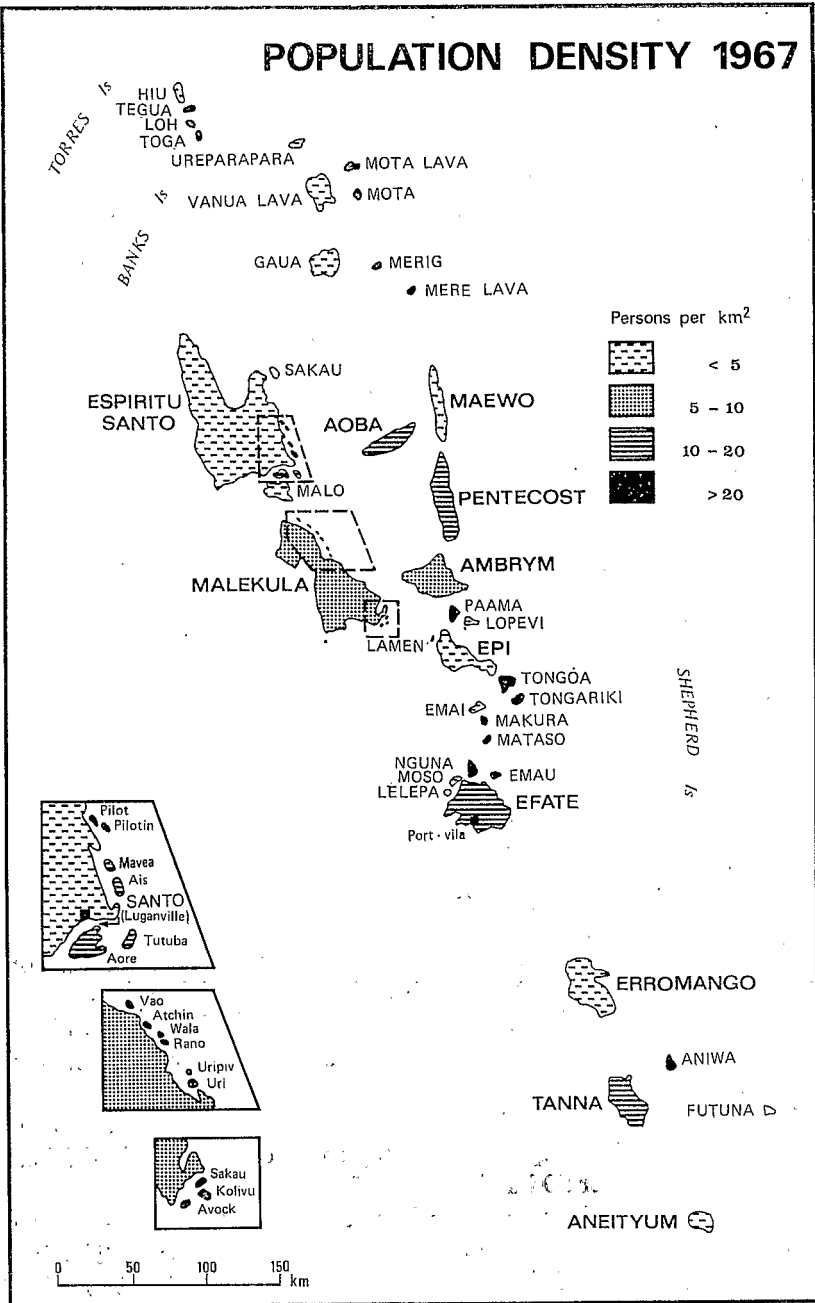 POPULATION DENSITY 1967
HIU
TEGUA
LOH
TOGA
TORRES Is
UREPARAPARA
MOTA LAVA
VANUA LAVA
MOTA
BANKS Is
GAUA
MERIG
MERE LAVA
Persons per km²
< 5
5 - 10
10 - 20
> 20
SAKAU
ESPIRITU
SANTO
AOBA
MAEWO
MALO
PENTECOST
AMBRYM
MALEKULA
PAAMA
LOPEVI
LAMEN
EPI
TONGOA
TONGARIKI
EMAI
MAKURA
MATASO
SHEPHERD Is
NGUNA
MOSO
EMAU
LELEPA
EFATE
Port-vila
Pilot
Pilotin
Mavea
Ais
SANTO
(Luganville)
Tutuba
Aore
Vao
Atchin
Wala
Rano
Uripiv
Uri
Sakau
Kolivu
Avock
ERROMANGO
ANIWA
TANNA
FUTUNA
ANEITYUM
0 50 100 150
km